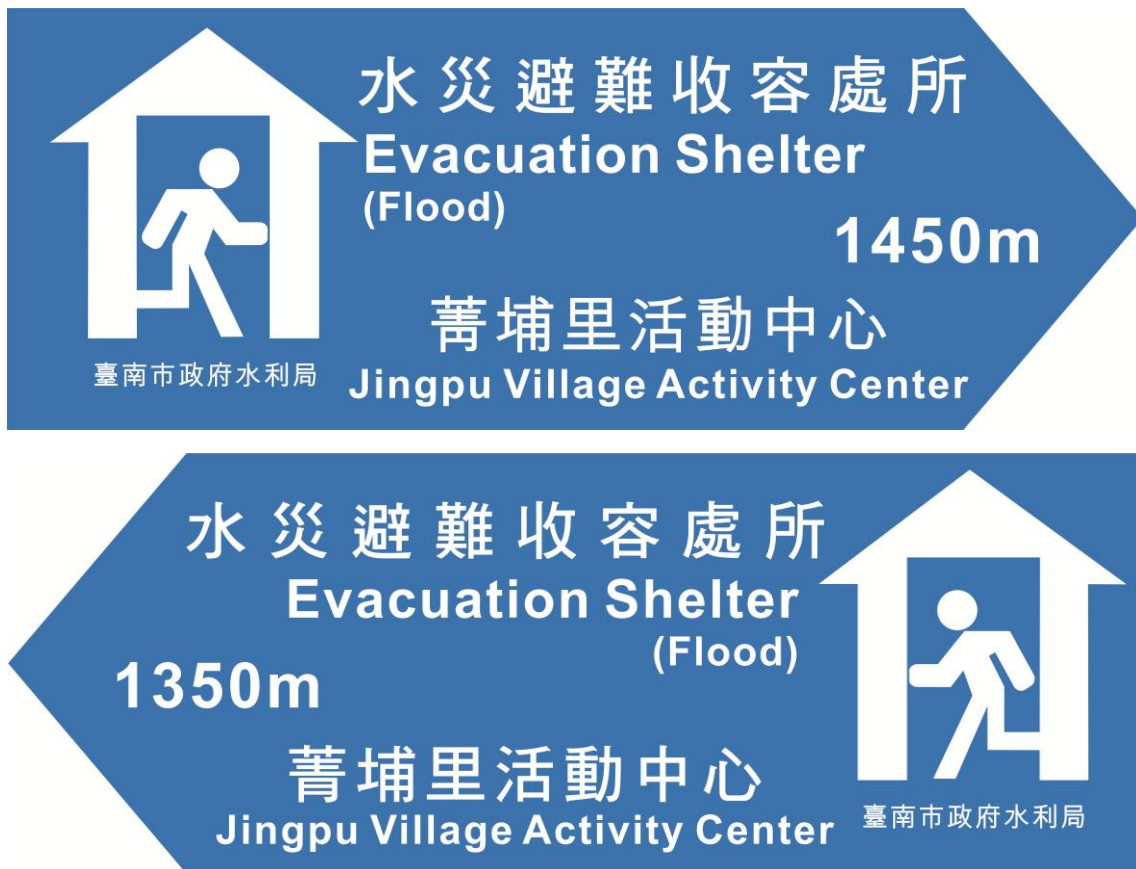 水災避難收容處所
Evacuation Shelter
(Flood)
1450m
菁埔里活動中心
Jingpu Village Activity Center
臺南市政府水利局
水災避難收容處所
Evacuation Shelter
(Flood)
1350m
菁埔里活動中心
Jingpu Village Activity Center
臺南市政府水利局